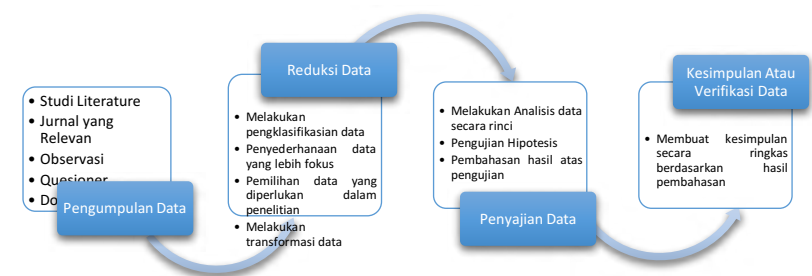 • Studi Literature
• Jurnal yang
Relevan
• Observasi
• Quesioner
• Do
Pengumpulan Data
Reduksi Data
• Melakukan
pengklasifikasian data
• Penyederhanaan data
yang lebih fokus
• Pemilihan data yang
diperlukan dalam
penelitian
• Melakukan
transformasi data
• Melakukan Analisis data
secara rinci
• Pengujian Hipotesis
• Pembahasan hasil atas
pengujian
Penyajian Data
Kesimpulan Atau
Verifikasi Data
• Membuat kesimpulan
secara ringkas
berdasarkan hasil
pembahasan